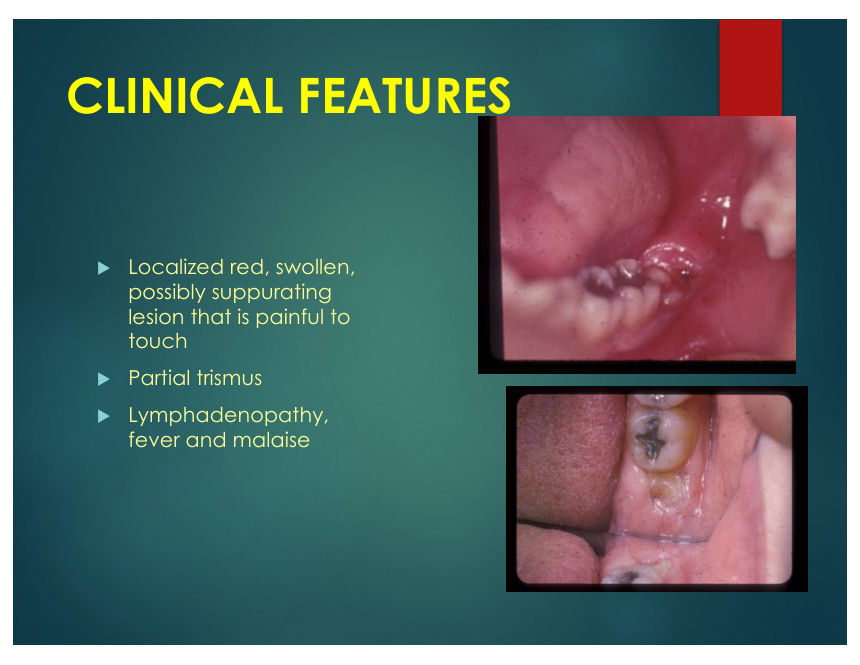 CLINICAL FEATURES
Localized red, swollen,
possibly suppurating
lesion that is painful to
touch
Partial trismus
Lymphadenopathy,
fever and malaise